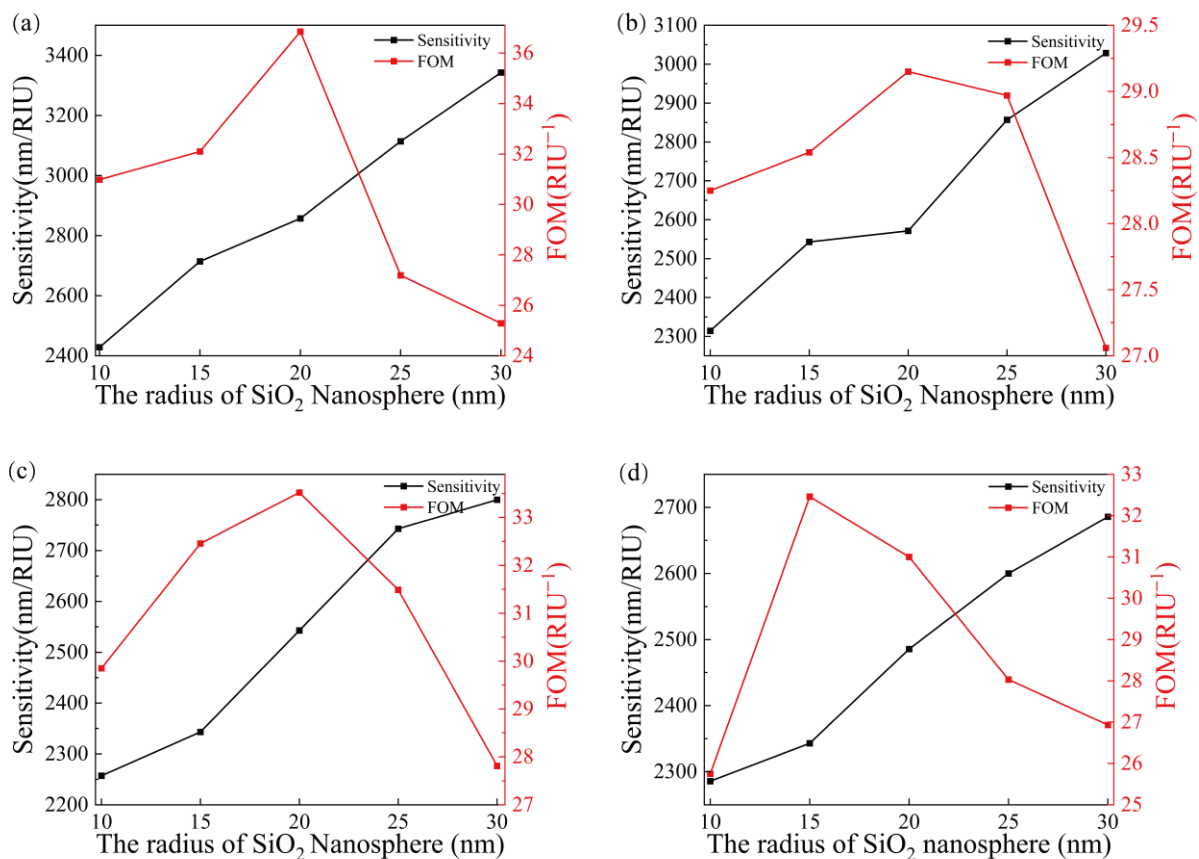 (a)
Sensitivity
FOM
3400
3200
3000
2800
2600
2400
36
34
32
30
28
26
24
10 15 20 25 30
Sensitivity(nm/RIU)
FOM(RIU⁻¹)
The radius of SiO₂ Nanosphere (nm)
(b)
Sensitivity
FOM
3100
3000
2900
2800
2700
2600
2500
2400
2300
29.5
29.0
28.5
28.0
27.5
27.0
10 15 20 25 30
Sensitivity(nm/RIU)
FOM(RIU⁻¹)
The radius of SiO₂ Nanosphere (nm)
(c)
Sensitivity
FOM
2800
2700
2600
2500
2400
2300
2200
33
32
31
30
29
28
27
10 15 20 25 30
Sensitivity(nm/RIU)
FOM(RIU⁻¹)
The radius of SiO₂ Nanosphere (nm)
(d)
Sensitivity
FOM
2700
2600
2500
2400
2300
33
32
31
30
29
28
27
26
25
10 15 20 25 30
Sensitivity(nm/RIU)
FOM(RIU⁻¹)
The radius of SiO₂ nanosphere (nm)